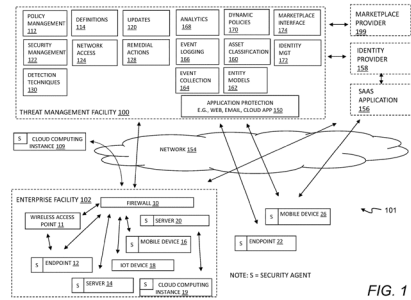 POLICY
MANAGEMENT
112
DEFINITIONS
114
UPDATES
120
ANALYTICS
168
DYNAMIC
POLICIES
170
MARKETPLACE
INTERFACE
174
MARKETPLACE
PROVIDER
199
SECURITY
MANAGEMENT
122
NETWORK
ACCESS
124
REMEDIAL
ACTIONS
128
EVENT
LOGGING
166
ASSET
CLASSIFICATION
160
IDENTITY
MGT
172
IDENTITY
PROVIDER
158
DETECTION
TECHNIQUES
130
EVENT
COLLECTION
164
ENTITY
MODELS
162
SAAS
APPLICATION
156
APPLICATION PROTECTION
E.G., WEB, EMAIL, CLOUD APP 150
THREAT MANAGEMENT FACILITY 100
S CLOUD COMPUTING
INSTANCE 109
NETWORK 154
ENTERPRISE FACILITY 102
FIREWALL 10
WIRELESS ACCESS
POINT 11
S SERVER 20
S MOBILE DEVICE 16
S ENDPOINT 12
IOT DEVICE 18
S SERVER 14
S CLOUD COMPUTING
INSTANCE 19
S MOBILE DEVICE 26
S ENDPOINT 22
101
NOTE: S = SECURITY AGENT
FIG. 1